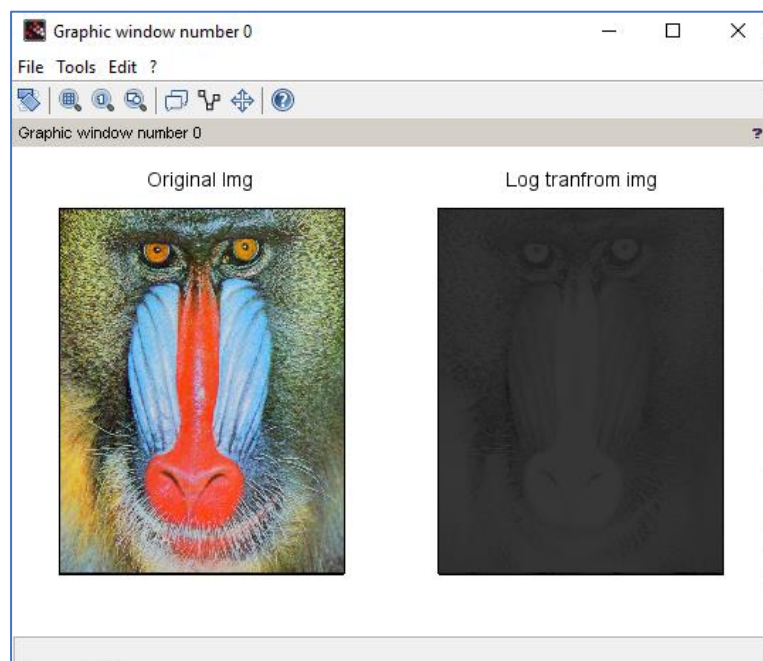 Graphic window number 0
File Tools Edit ?
Graphic window number 0 ?
Original Img
Log tranfrom img